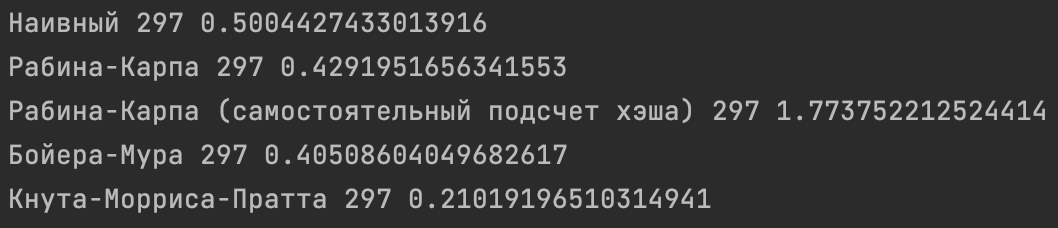 Наивный 297 0.5004427433013916
Рабина-Карпа 297 0.4291951656341553
Рабина-Карпа (самостоятельный подсчет хэша) 297 1.773752212524414
Бойера-Мура 297 0.40508604049682617
Кнута-Морриса-Пратта 297 0.21019196510314941